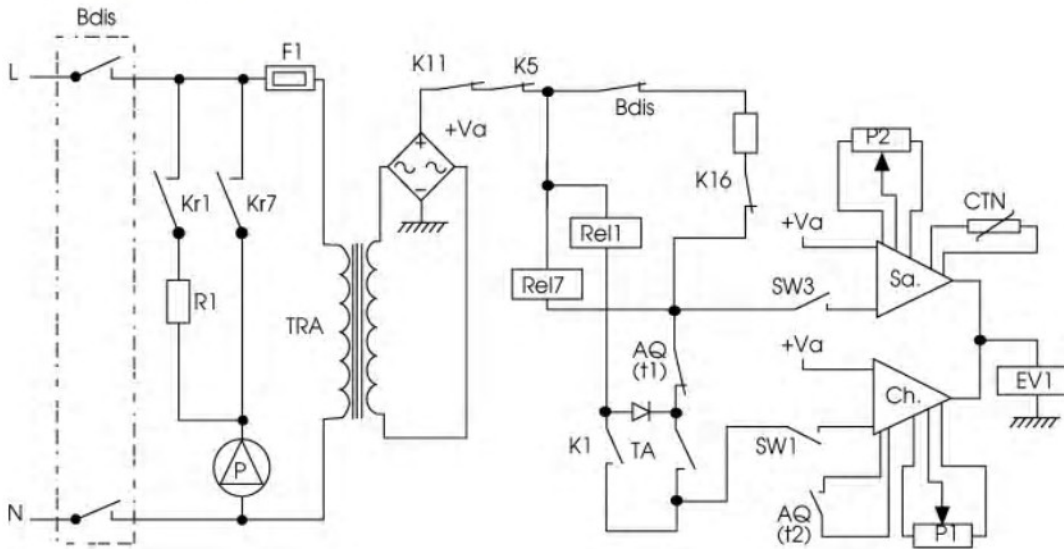 Bdis
L
F1
K11
K5
Bdis
+Va
P2
K16
CTN
Kr1
Kr7
Rel1
+Va
Sa.
R1
Rel7
SW3
TRA
AQ
(t1)
+Va
EV1
Ch.
K1
TA
SW1
P
N
AQ
(t2)
P1